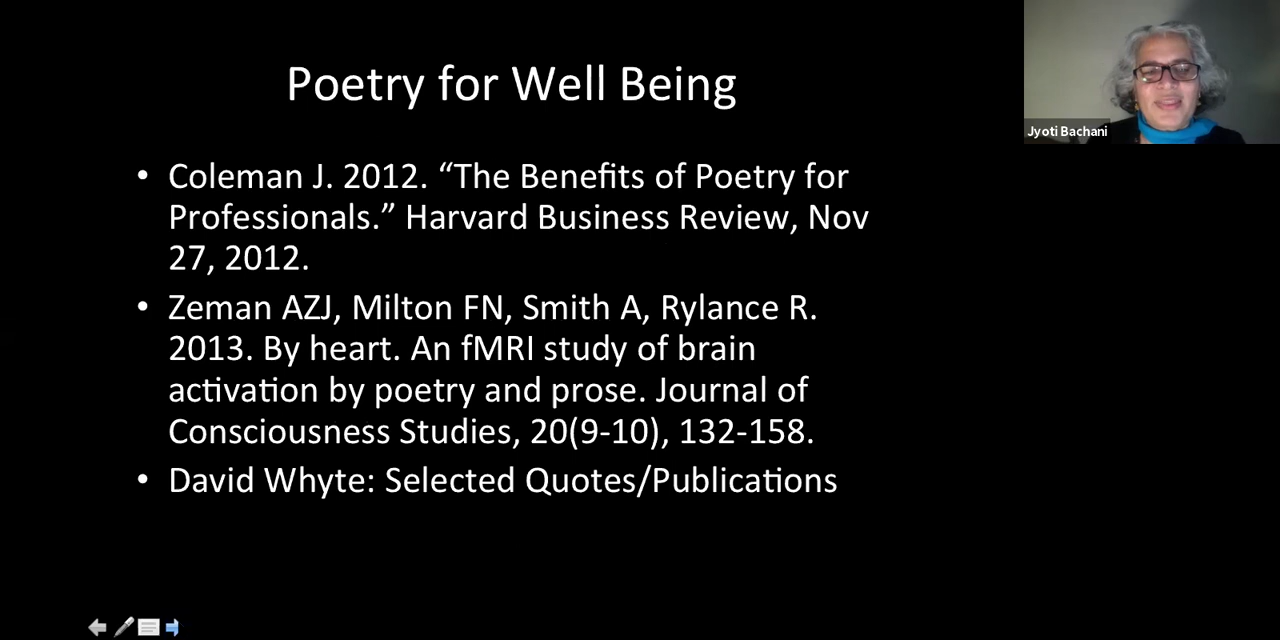 Poetry for Well Being
Jyoti Bachani
• Coleman J. 2012. “The Benefits of Poetry for
Professionals.” Harvard Business Review, Nov
27, 2012.
• Zeman AZJ, Milton FN, Smith A, Rylance R.
2013. By heart. An fMRI study of brain
activation by poetry and prose. Journal of
Consciousness Studies, 20(9-10), 132-158.
• David Whyte: Selected Quotes/Publications